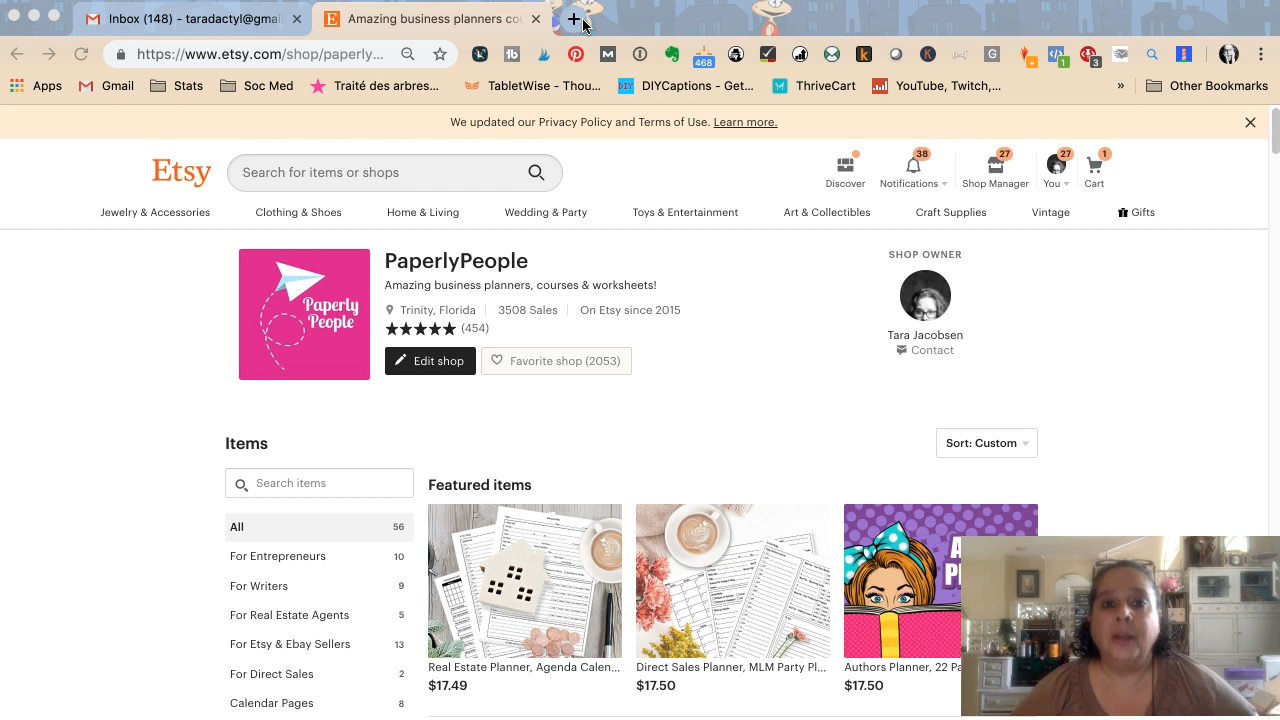 Inbox (148) - taradactyl@gmai
Amazing business planners co
https://www.etsy.com/shop/paperly...
468
1
3
Apps
Gmail
Stats
Soc Med
Traité des arbres...
TabletWise - Thou...
DIYCaptions - Get...
ThriveCart
YouTube, Twitch,...
»
Other Bookmarks
We updated our Privacy Policy and Terms of Use. Learn more.
Etsy
Search for items or shops
Discover
38
Notifications
27
Shop Manager
27
You
1
Cart
Jewelry & Accessories
Clothing & Shoes
Home & Living
Wedding & Party
Toys & Entertainment
Art & Collectibles
Craft Supplies
Vintage
Gifts
Paperly
People
PaperlyPeople
Amazing business planners, courses & worksheets!
Trinity, Florida
3508 Sales
On Etsy since 2015
(454)
Edit shop
Favorite shop (2053)
SHOP OWNER
Tara Jacobsen
Contact
Items
Sort: Custom
Search items
All 56
For Entrepreneurs 10
For Writers 9
For Real Estate Agents 5
For Etsy & Ebay Sellers 13
For Direct Sales 2
Calendar Pages 8
Featured items
Real Estate Planner, Agenda Calen...
$17.49
Direct Sales Planner, MLM Party Pl...
$17.50
Authors Planner, 22 Pa
$17.50